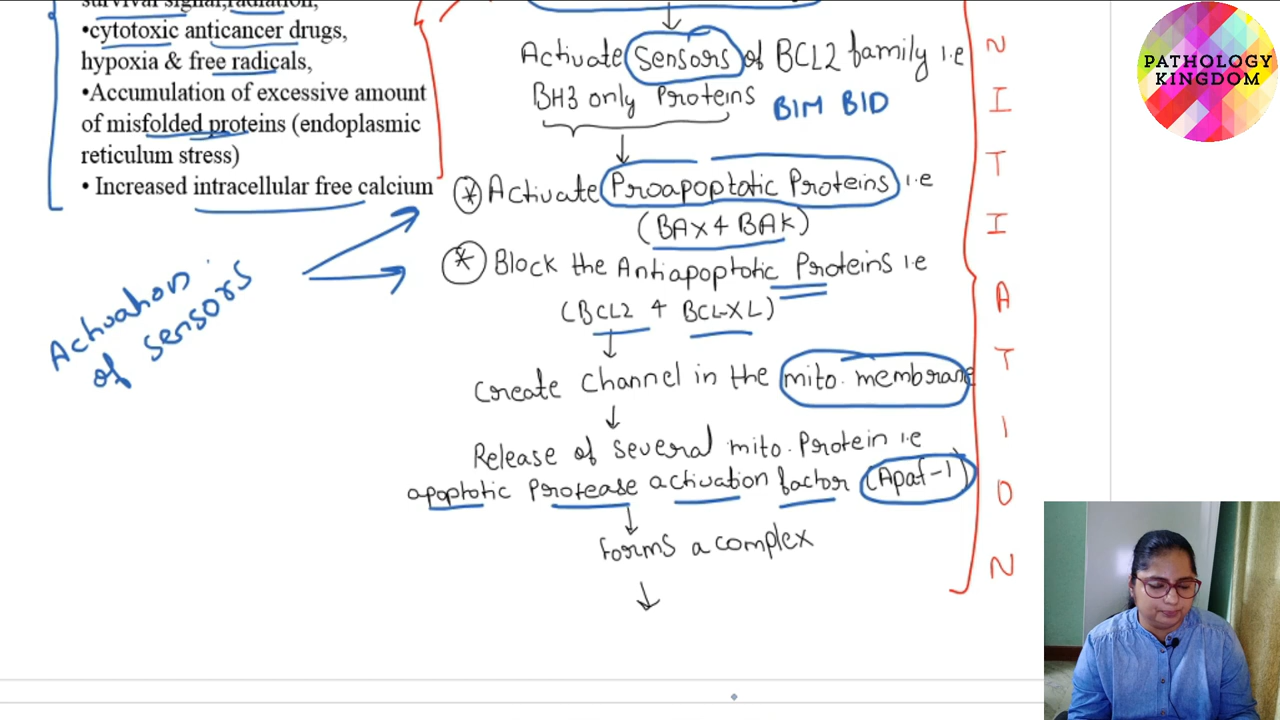 survival signal,radiation,
•cytotoxic anticancer drugs,
hypoxia & free radicals,
•Accumulation of excessive amount
of misfolded proteins (endoplasmic
reticulum stress)
• Increased intracellular free calcium
Activation
of sensors
Activate Sensors of BCL2 family i.e
BH3 only Proteins BIM BID
* Activate Proapoptotic Proteins i.e
(BAX & BAK)
* Block the Antiapoptotic Proteins i.e
(BCL2 & BCL-XL)
Create Channel in the mito. membrane
Release of several mito. Protein i.e
apoptotic Protease activation factor (Apaf-1)
Forms a complex
N
I
T
I
A
T
I
O
N
PATHOLOGY
KINGDOM